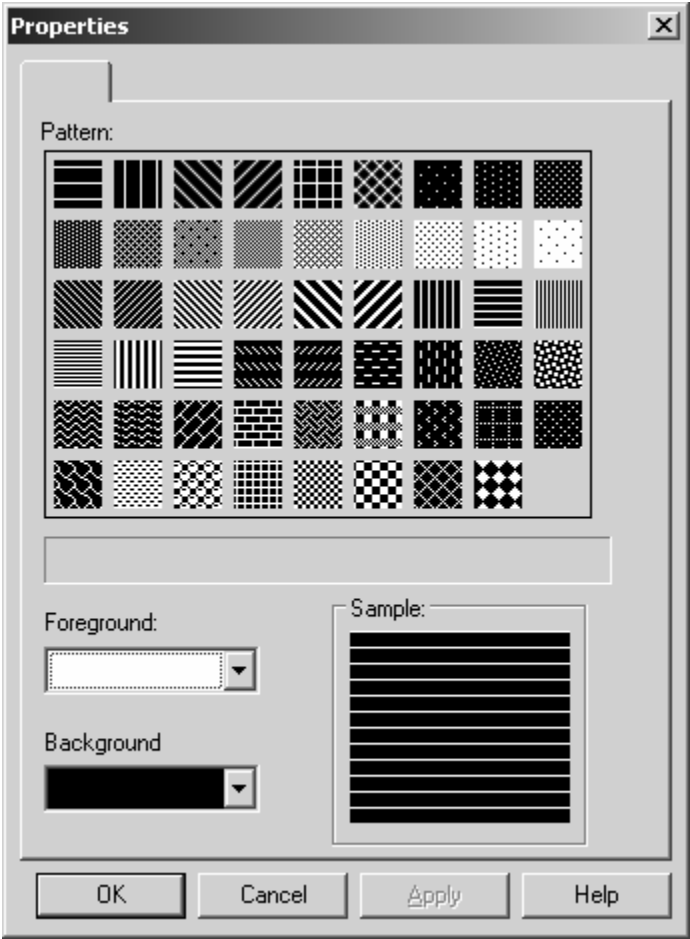 Properties
Pattern:
Foreground:
Sample:
Background
OK
Cancel
Apply
Help